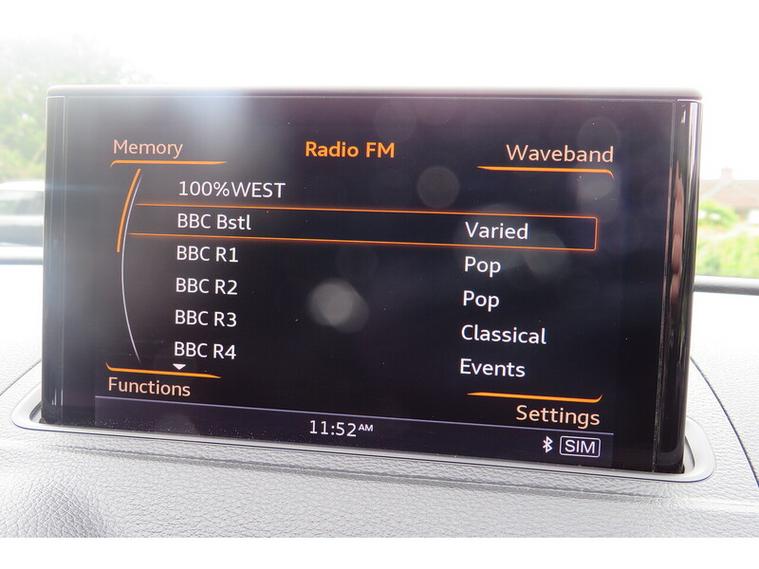 Memory Radio FM Waveband
100%WEST
BBC Bstl Varied
BBC R1 Pop
BBC R2 Pop
BBC R3 Classical
BBC R4 Events
Functions Settings
11:52AM SIM